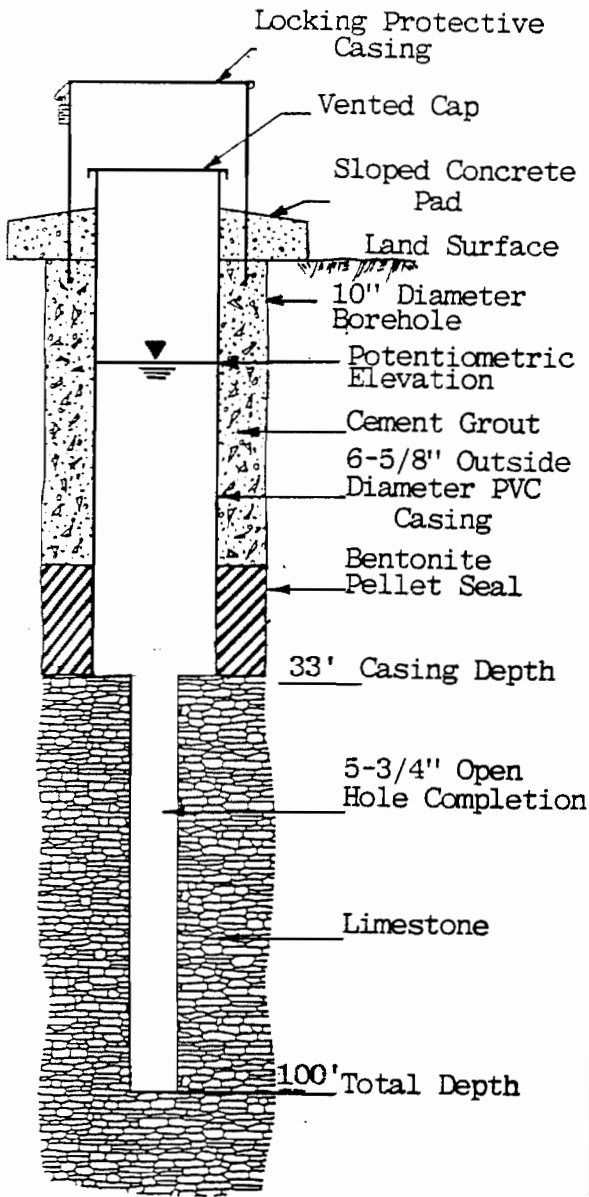 Locking Protective
Casing
Vented Cap
Sloped Concrete
Pad
Land Surface
10" Diameter
Borehole
Potentiometric
Elevation
Cement Grout
6-5/8" Outside
Diameter PVC
Casing
Bentonite
Pellet Seal
33' Casing Depth
5-3/4" Open
Hole Completion
Limestone
100' Total Depth